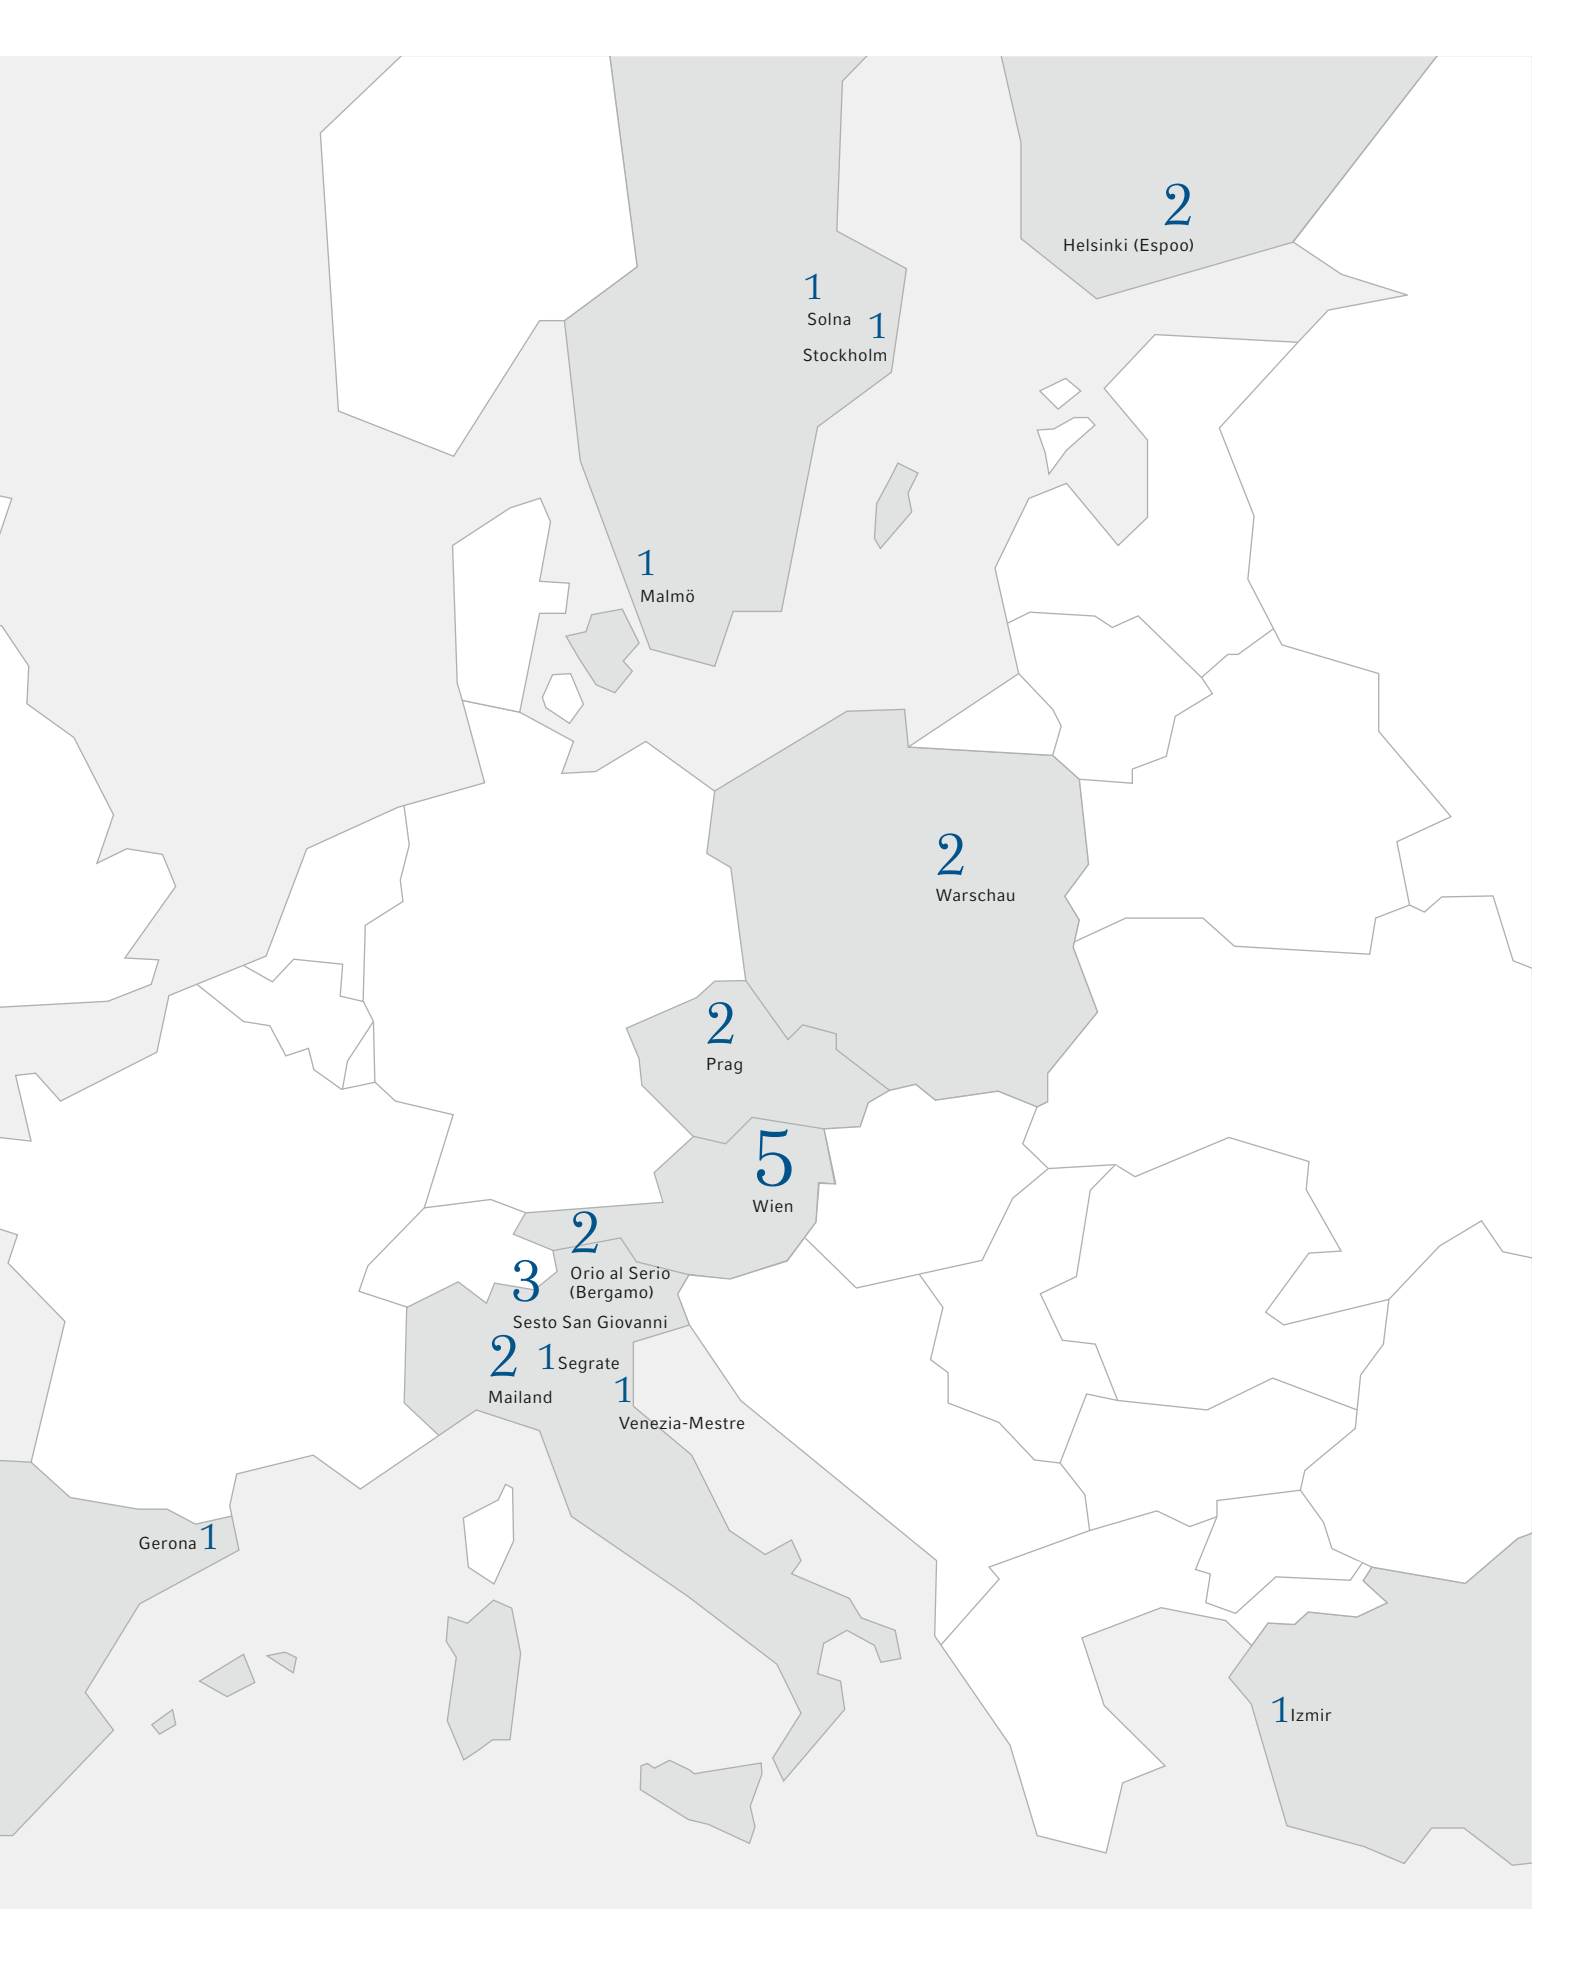 2
Helsinki (Espoo)
1
Solna
1
Stockholm
1
Malmö
2
Warschau
2
Prag
5
Wien
2
Orio al Serio
(Bergamo)
3
Sesto San Giovanni
2
Mailand
1 Segrate
1
Venezia-Mestre
Gerona 1
1 Izmir